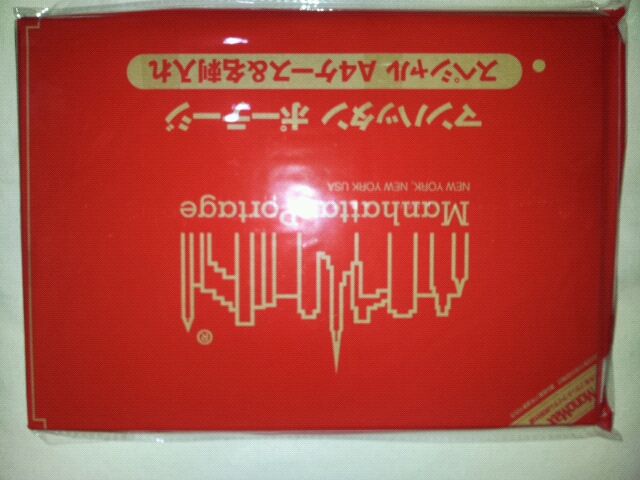 Manhattan Portage
NEW YORK, NEW YORK USA
マンハッタン ポーテージ
スペシャル A4ケース&名刺入れ
MonoMax
®